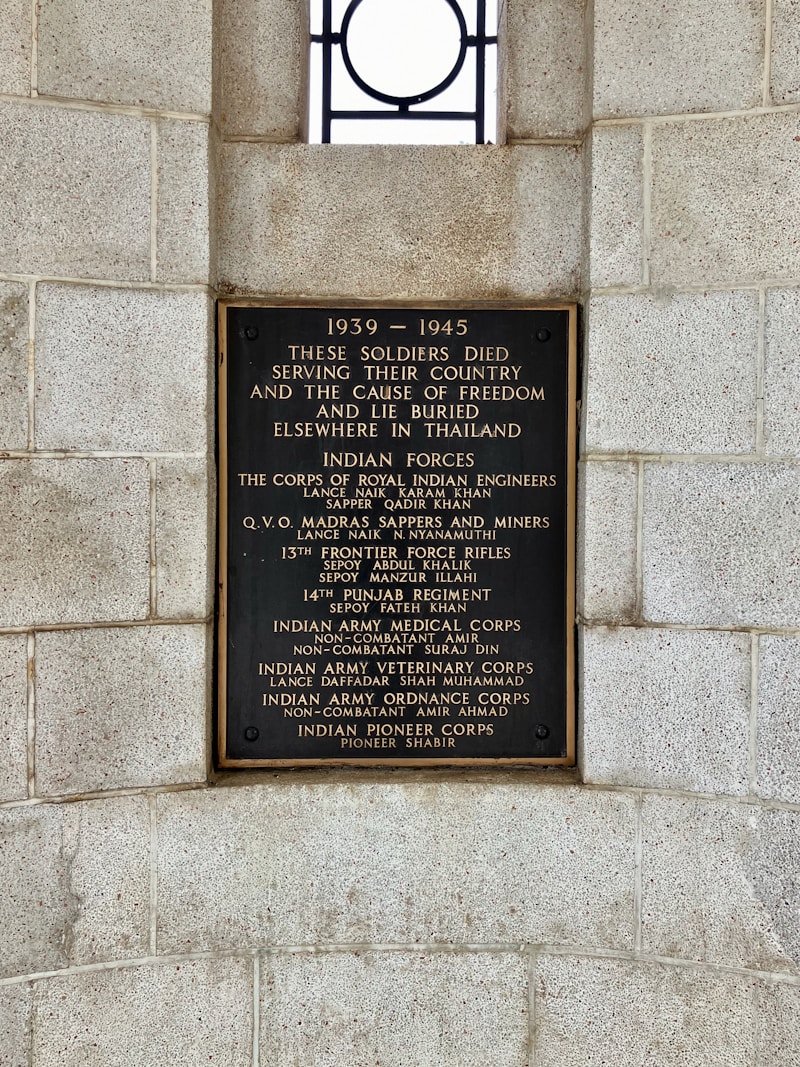 1939 – 1945
THESE SOLDIERS DIED
SERVING THEIR COUNTRY
AND THE CAUSE OF FREEDOM
AND LIE BURIED
ELSEWHERE IN THAILAND
INDIAN FORCES
THE CORPS OF ROYAL INDIAN ENGINEERS
LANCE NAIK KARAM KHAN
SAPPER QADIR KHAN
Q.V.O. MADRAS SAPPERS AND MINERS
LANCE NAIK N. NYANAMUTHI
13TH FRONTIER FORCE RIFLES
SEPOY ABDUL KHALIK
SEPOY MANZUR ILLAHI
14TH PUNJAB REGIMENT
SEPOY FATEH KHAN
INDIAN ARMY MEDICAL CORPS
NON-COMBATANT AMIR
NON-COMBATANT SURAJ DIN
INDIAN ARMY VETERINARY CORPS
LANCE DAFFADAR SHAH MUHAMMAD
INDIAN ARMY ORDNANCE CORPS
NON-COMBATANT AMIR AHMAD
INDIAN PIONEER CORPS
PIONEER SHABIR